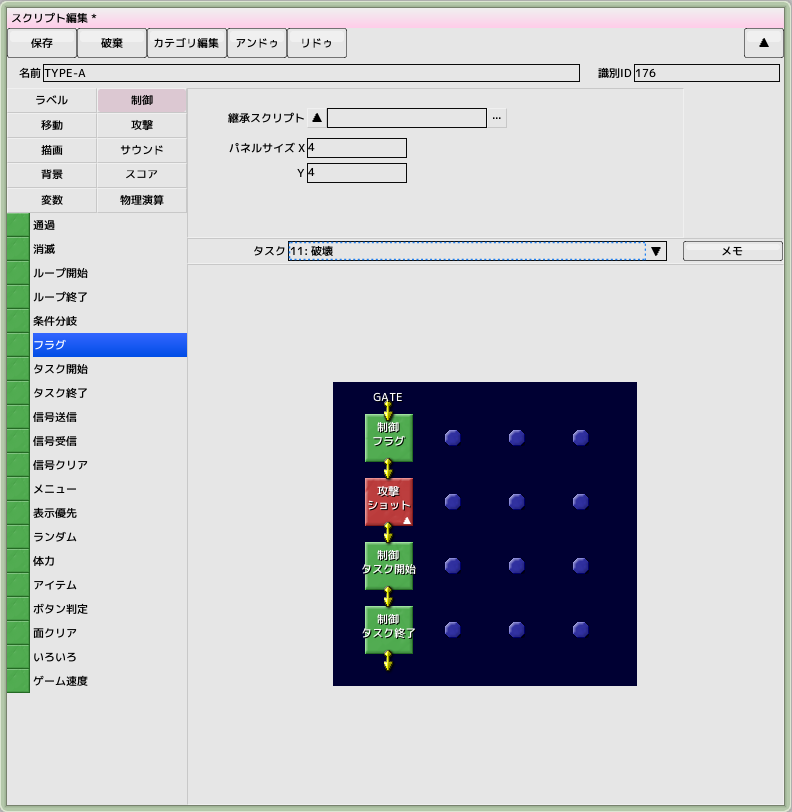 スクリプト編集 *
保存 破棄 カテゴリ編集 アンドゥ リドゥ ▲
名前 TYPE-A 識別ID 176
ラベル 制御
移動 攻撃
描画 サウンド
背景 スコア
変数 物理演算
継承スクリプト ▲ ...
パネルサイズ X 4
Y 4
タスク 11: 破壊 ▼ メモ
通過
消滅
ループ開始
ループ終了
条件分岐
フラグ
タスク開始
タスク終了
信号送信
信号受信
信号クリア
メニュー
表示優先
ランダム
体力
アイテム
ボタン判定
面クリア
いろいろ
ゲーム速度
GATE
制御
フラグ
攻撃
ショット
制御
タスク開始
制御
タスク終了